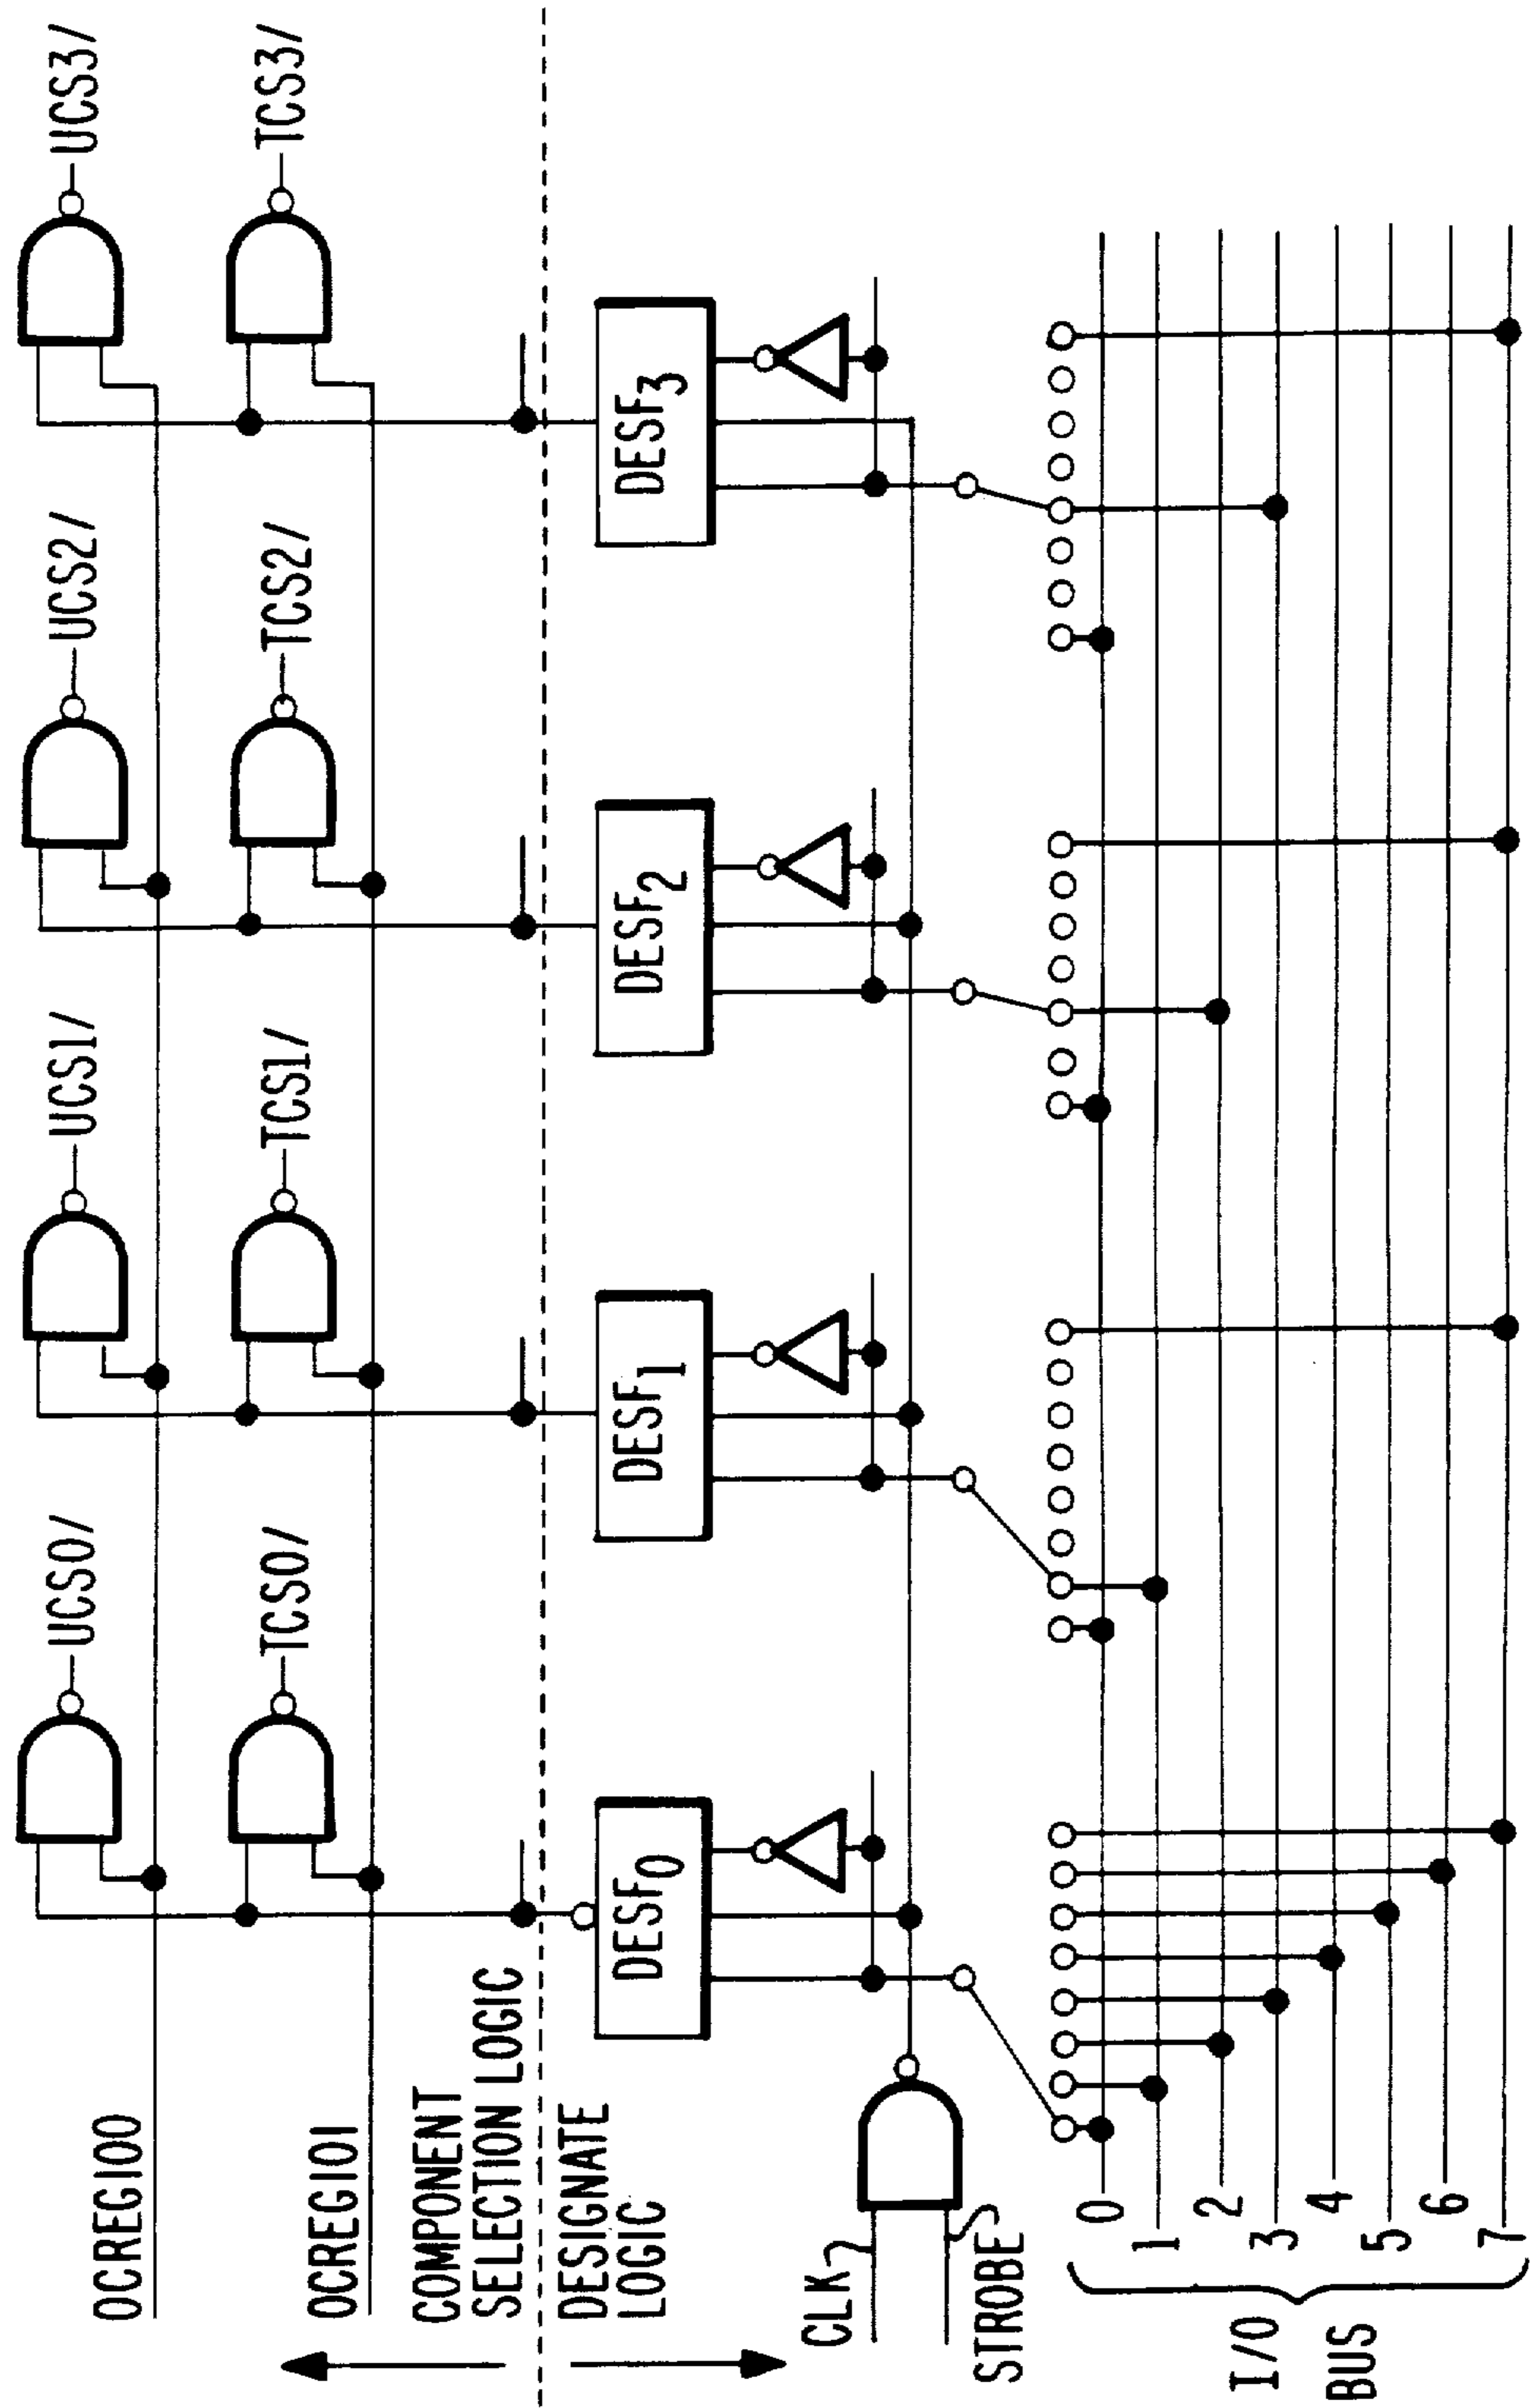 OCREG100
UCS0/
UCS1/
UCS2/
UCS3/
OCREG101
TCS0/
TCS1/
TCS2/
TCS3/
COMPONENT
SELECTION LOGIC
DESIGNATE
LOGIC
DESF0
DESF1
DESF2
DESF3
CLK
STROBE
I/O
BUS
0
1
2
3
4
5
6
7